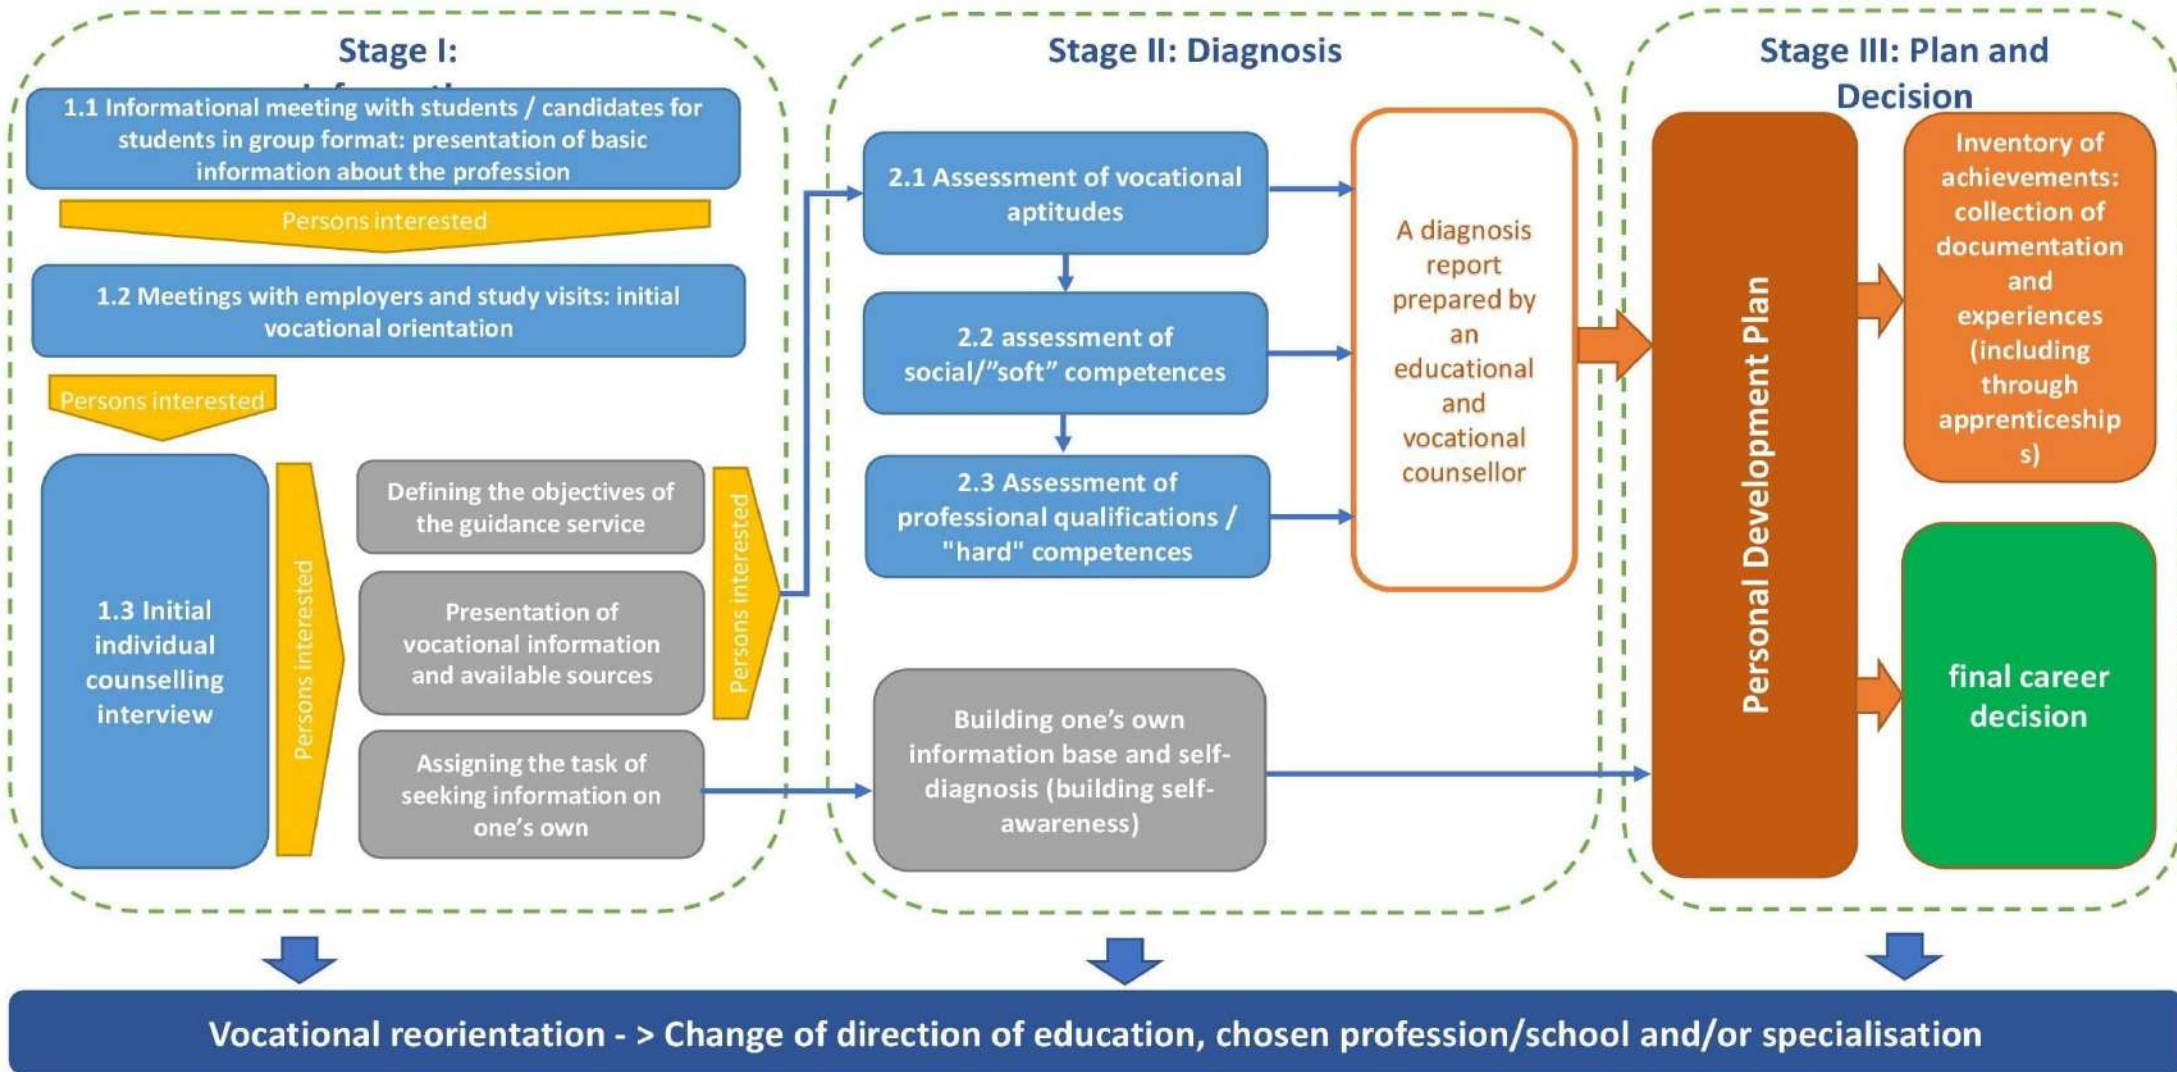 Stage I:
1.1 Informational meeting with students / candidates for
students in group format: presentation of basic
information about the profession
Persons interested
1.2 Meetings with employers and study visits: initial
vocational orientation
Persons interested
1.3 Initial
individual
counselling
interview
Persons interested
Defining the objectives of
the guidance service
Presentation of
vocational information
and available sources
Assigning the task of
seeking information on
one’s own
Persons interested
Stage II: Diagnosis
2.1 Assessment of vocational
aptitudes
2.2 assessment of
social/”soft” competences
2.3 Assessment of
professional qualifications /
"hard" competences
A diagnosis
report
prepared by
an
educational
and
vocational
counsellor
Building one’s own
information base and self-
diagnosis (building self-
awareness)
Stage III: Plan and
Decision
Personal Development Plan
Inventory of
achievements:
collection of
documentation
and
experiences
(including
through
apprenticeship
s)
final career
decision
Vocational reorientation - > Change of direction of education, chosen profession/school and/or specialisation